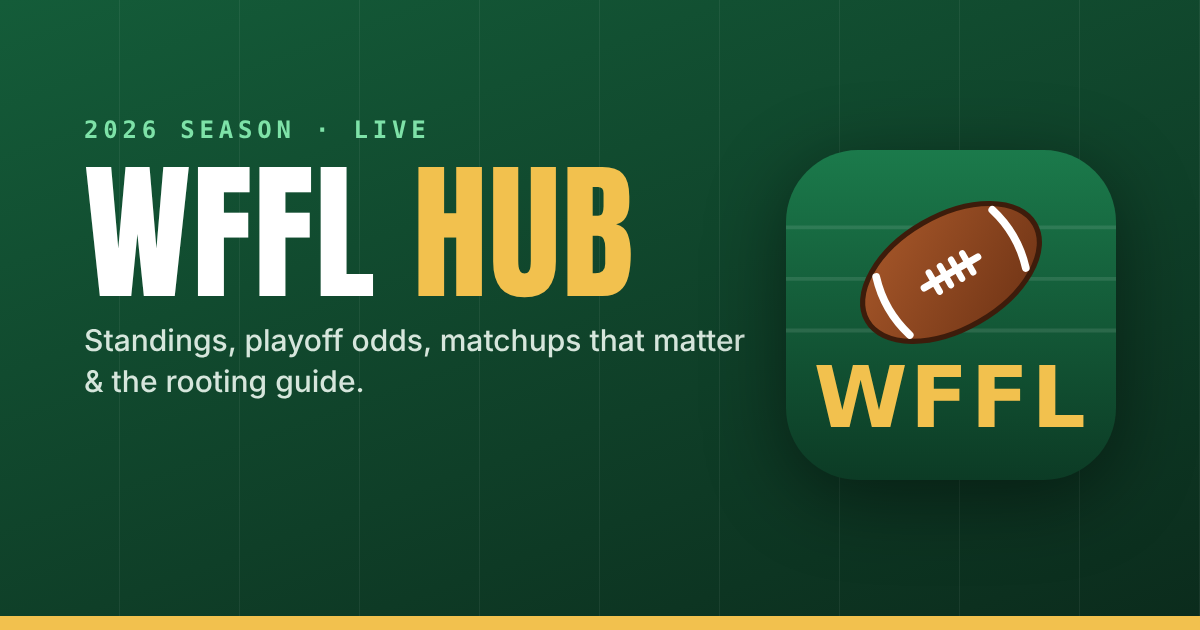 2026 SEASON · LIVE
WFFL HUB
Standings, playoff odds, matchups that matter
& the rooting guide.
WFFL